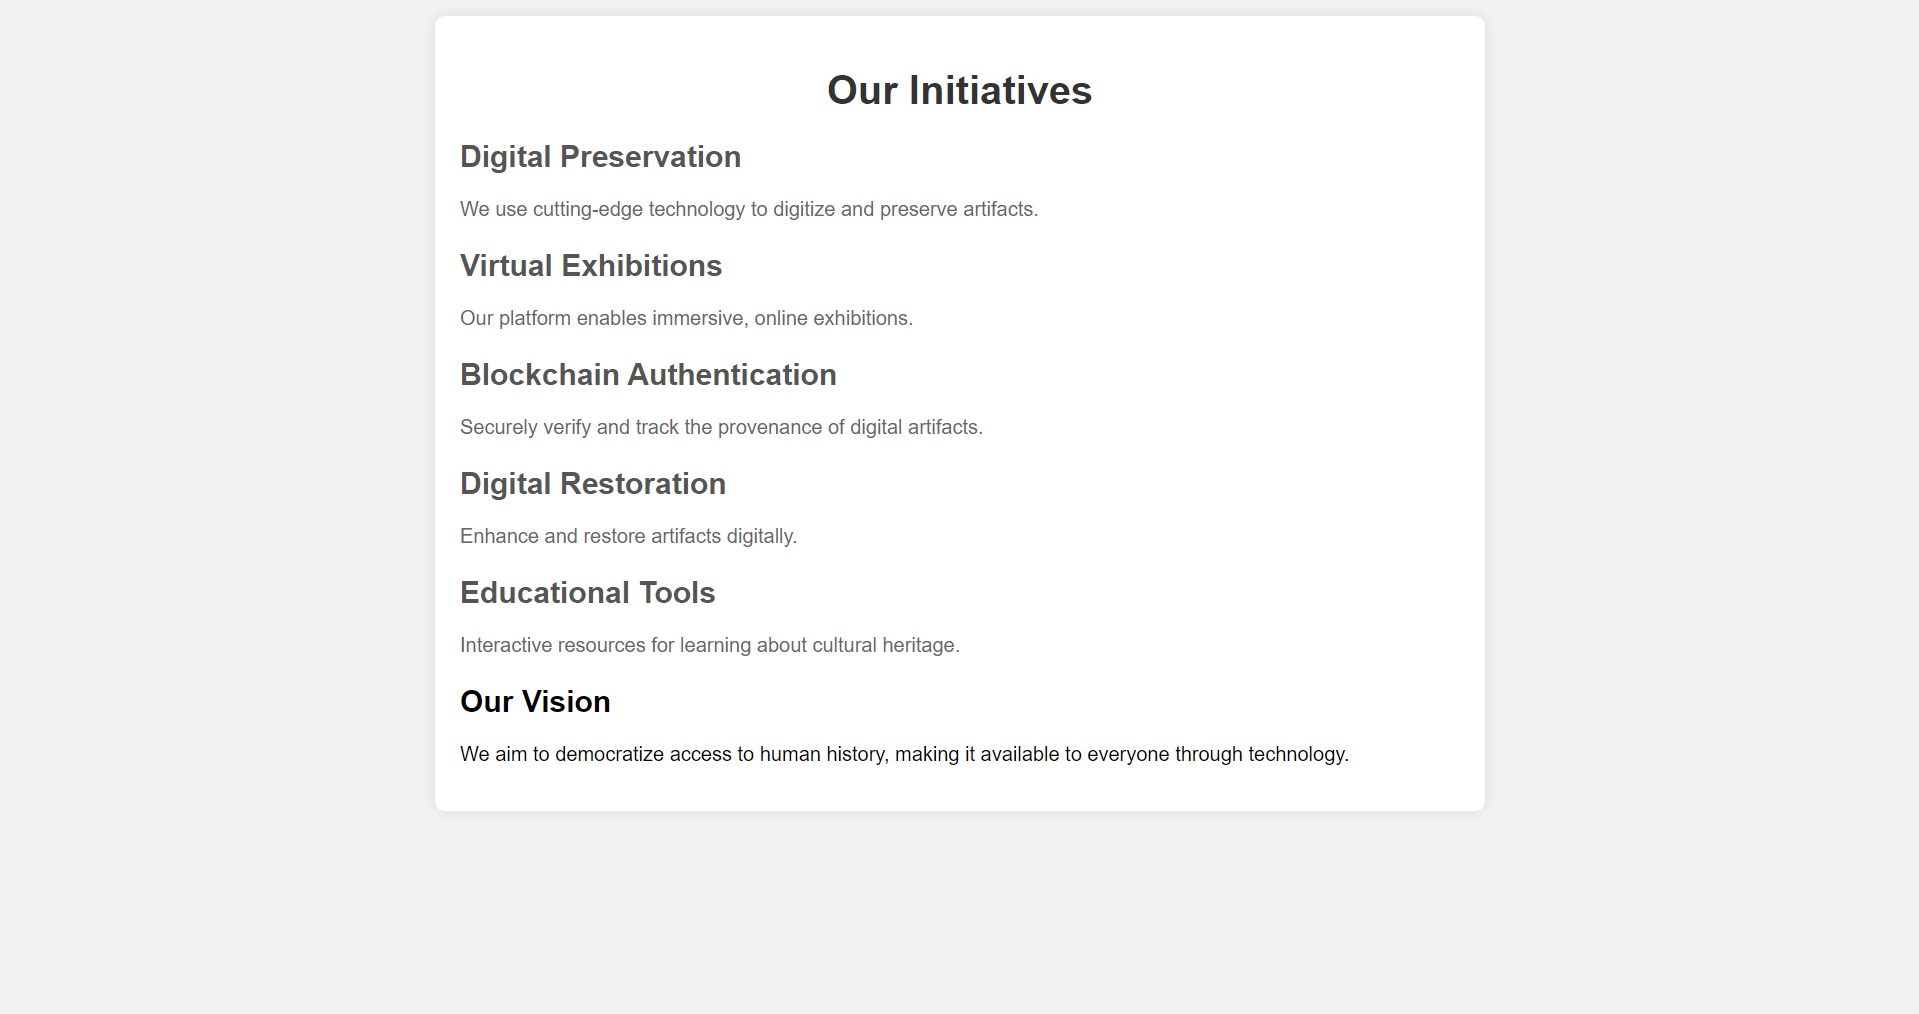 Our Initiatives
Digital Preservation
We use cutting-edge technology to digitize and preserve artifacts.
Virtual Exhibitions
Our platform enables immersive, online exhibitions.
Blockchain Authentication
Securely verify and track the provenance of digital artifacts.
Digital Restoration
Enhance and restore artifacts digitally.
Educational Tools
Interactive resources for learning about cultural heritage.
Our Vision
We aim to democratize access to human history, making it available to everyone through technology.